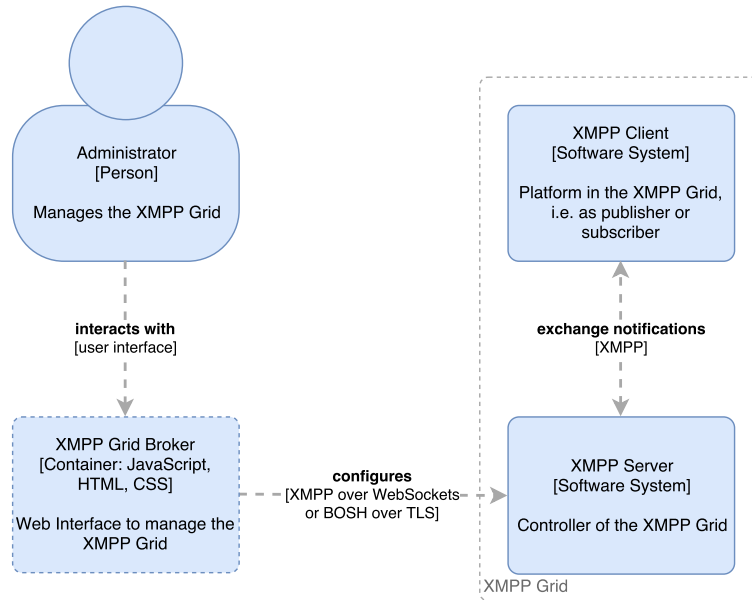 Administrator
[Person]
Manages the XMPP Grid
interacts with
[user interface]
XMPP Grid Broker
[Container: JavaScript,
HTML, CSS]
Web Interface to manage the
XMPP Grid
configures
[XMPP over WebSockets
or BOSH over TLS]
XMPP Client
[Software System]
Platform in the XMPP Grid,
i.e. as publisher or
subscriber
exchange notifications
[XMPP]
XMPP Server
[Software System]
Controller of the XMPP Grid
XMPP Grid